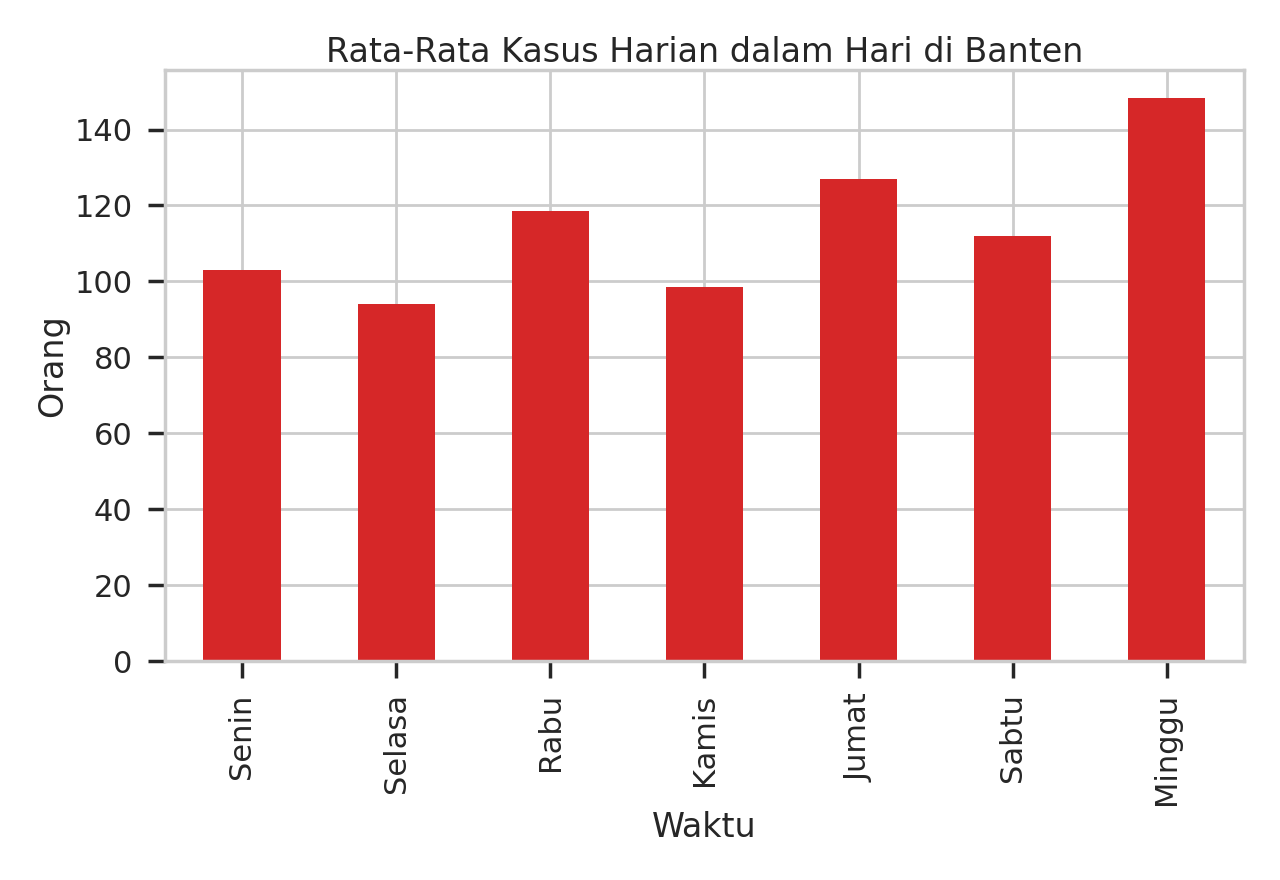 Rata-Rata Kasus Harian dalam Hari di Banten
Orang
140
120
100
80
60
40
20
0
Senin
Selasa
Rabu
Kamis
Jumat
Sabtu
Minggu
Waktu